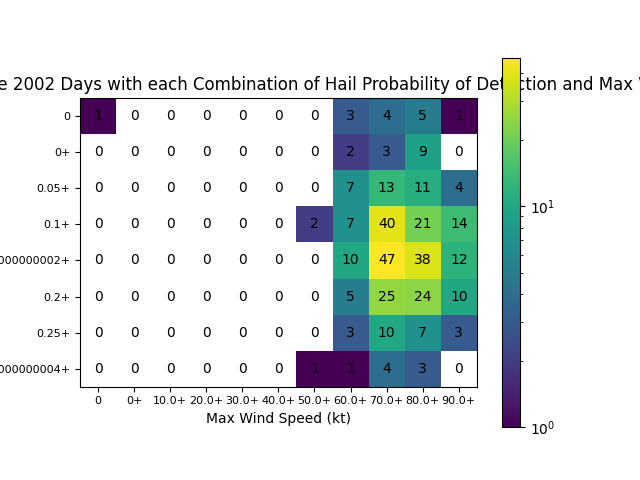 e 2002 Days with each Combination of Hail Probability of Detection and Max
0 1 0 0 0 0 0 0 3 4 5 1
0+ 0 0 0 0 0 0 0 2 3 9 0
0.05+ 0 0 0 0 0 0 0 7 13 11 4
0.1+ 0 0 0 0 0 0 2 7 40 21 14
000000002+ 0 0 0 0 0 0 0 10 47 38 12
0.2+ 0 0 0 0 0 0 0 5 25 24 10
0.25+ 0 0 0 0 0 0 0 3 10 7 3
000000004+ 0 0 0 0 0 0 1 1 4 3 0
0 0+ 10.0+ 20.0+ 30.0+ 40.0+ 50.0+ 60.0+ 70.0+ 80.0+ 90.0+
Max Wind Speed (kt)
10¹
10⁰